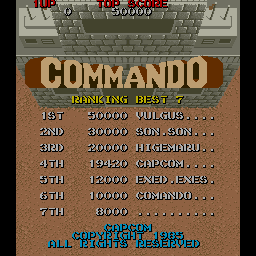 1UP TOP SCORE
0 50000
COMMANDO
RANKING BEST 7
1ST 50000 VULGUS....
2ND 30000 SON.SON...
3RD 20000 HIGEMARU..
4TH 19420 CAPCOM....
5TH 12000 EXED.EXES.
6TH 10000 COMANDO...
7TH 8000 ..........
CAPCOM
COPYRIGHT 1985
ALL RIGHTS RESERVED